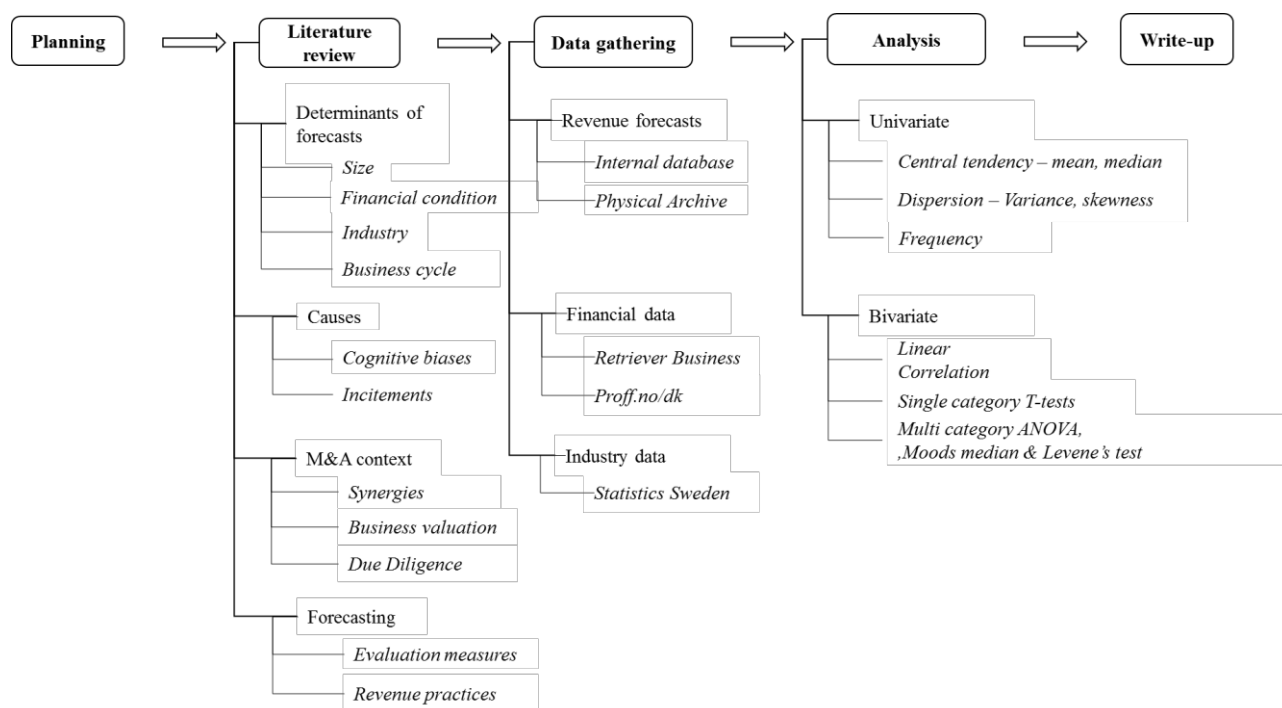 Planning
Literature
review
Data gathering
Analysis
Write-up
Determinants of
forecasts
Size
Financial condition
Industry
Business cycle
Causes
Cognitive biases
Incitements
M&A context
Synergies
Business valuation
Due Diligence
Forecasting
Evaluation measures
Revenue practices
Revenue forecasts
Internal database
Physical Archive
Financial data
Retriever Business
Proff.no/dk
Industry data
Statistics Sweden
Univariate
Central tendency – mean, median
Dispersion – Variance, skewness
Frequency
Bivariate
Linear
Correlation
Single category T-tests
Multi category ANOVA,
,Moods median & Levene's test